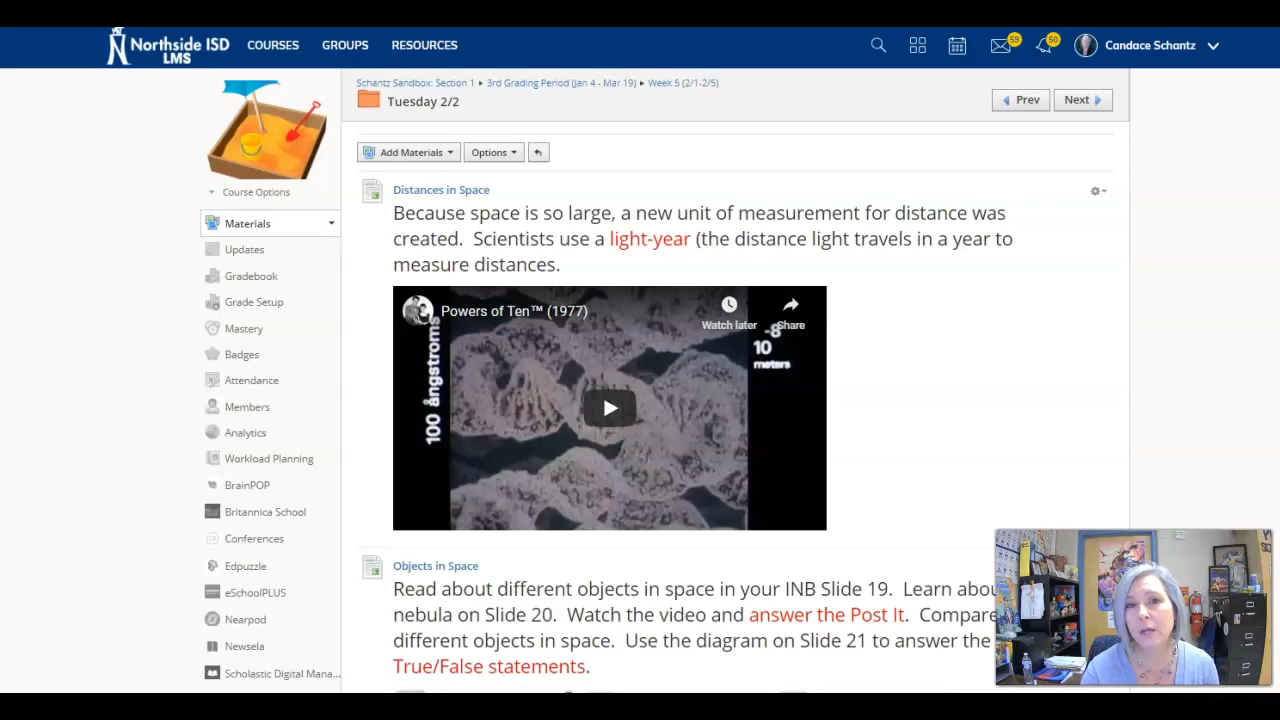 Northside ISD
LMS
COURSES
GROUPS
RESOURCES
59
50
Candace Schantz
Schantz Sandbox: Section 1 ▸ 3rd Grading Period (Jan 4 - Mar 19) ▸ Week 5 (2/1-2/5)
Tuesday 2/2
Prev
Next
Course Options
Materials
Updates
Gradebook
Grade Setup
Mastery
Badges
Attendance
Members
Analytics
Workload Planning
BrainPOP
Britannica School
Conferences
Edpuzzle
eSchoolPLUS
Nearpod
Newsela
Scholastic Digital Mana...
Add Materials
Options
Distances in Space
Because space is so large, a new unit of measurement for distance was
created. Scientists use a light-year (the distance light travels in a year to
measure distances.
Powers of Ten™ (1977)
Watch later
Share
100 ångstroms
-8
10
meters
Objects in Space
Read about different objects in space in your INB Slide 19. Learn abou
nebula on Slide 20. Watch the video and answer the Post It. Compare
different objects in space. Use the diagram on Slide 21 to answer the
True/False statements.